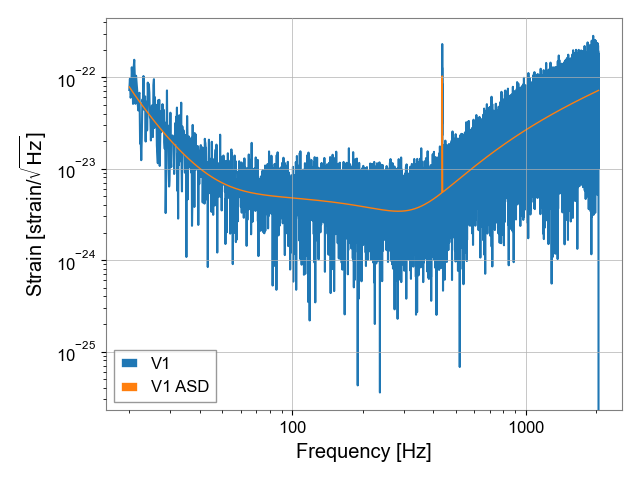 10⁻²²
10⁻²³
10⁻²⁴
10⁻²⁵
Strain [strain/√Hz]
V1
V1 ASD
100
1000
Frequency [Hz]